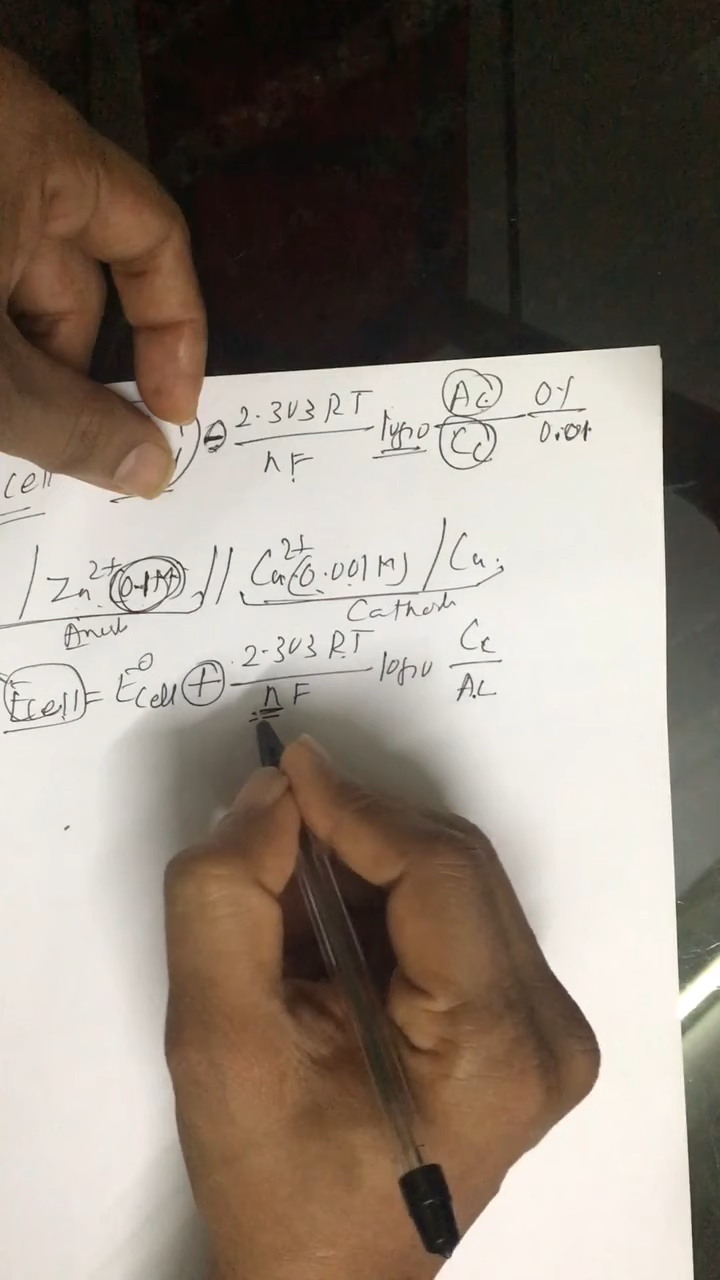 cell ⊖ 2.303 RT / nF log10 Ac / Cc 0.1 / 0.01
/ Zn2+ (0.1M) // Cu2+ (0.001M) / Cu
Anode Cathode
Ecell = E0cell ⊕ 2.303 RT / nF log10 Cc / Ac